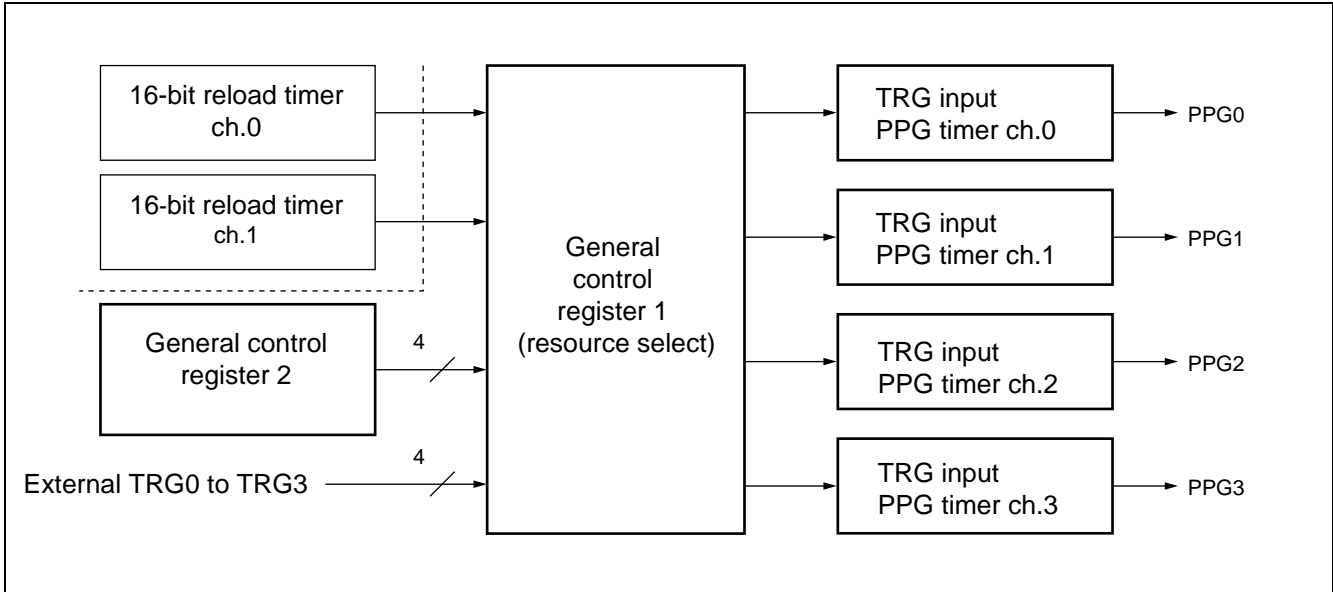 16-bit reload timer
ch.0
16-bit reload timer
ch.1
General control
register 2
4
External TRG0 to TRG3
4
General
control
register 1
(resource select)
TRG input
PPG timer ch.0
PPG0
TRG input
PPG timer ch.1
PPG1
TRG input
PPG timer ch.2
PPG2
TRG input
PPG timer ch.3
PPG3